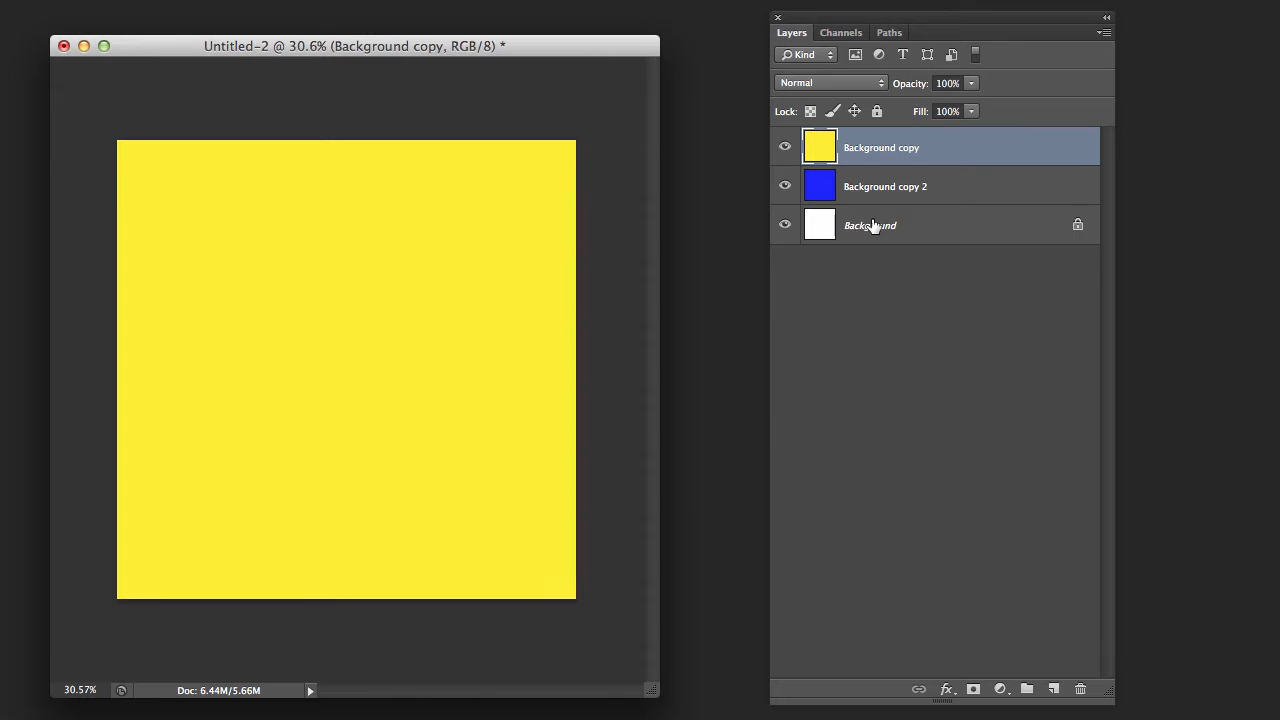 Untitled-2 @ 30.6% (Background copy, RGB/8) *
30.57%
Doc: 6.44M/5.66M
Layers Channels Paths
Kind
Normal Opacity: 100%
Lock: Fill: 100%
Background copy
Background copy 2
Background
fx